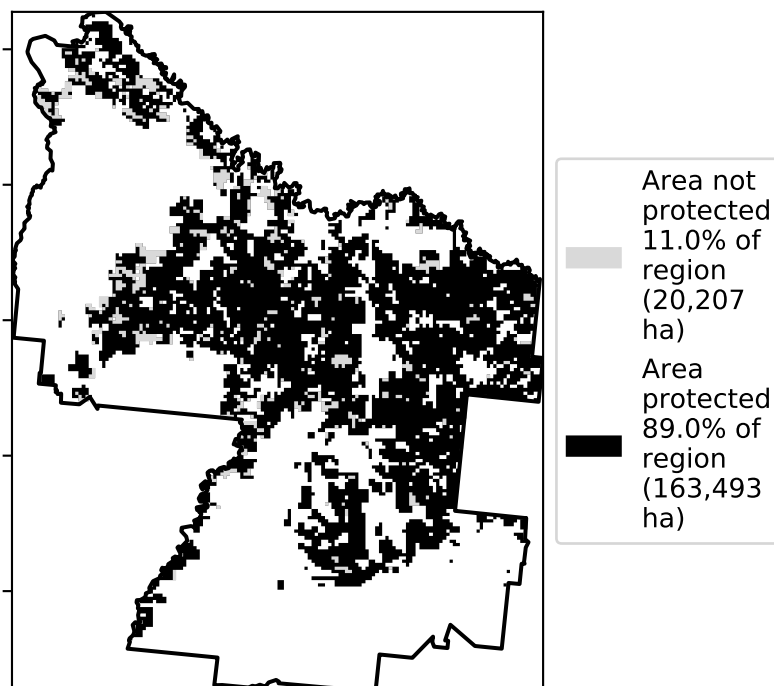 Area not
protected
11.0% of
region
(20,207
ha)
Area
protected
89.0% of
region
(163,493
ha)